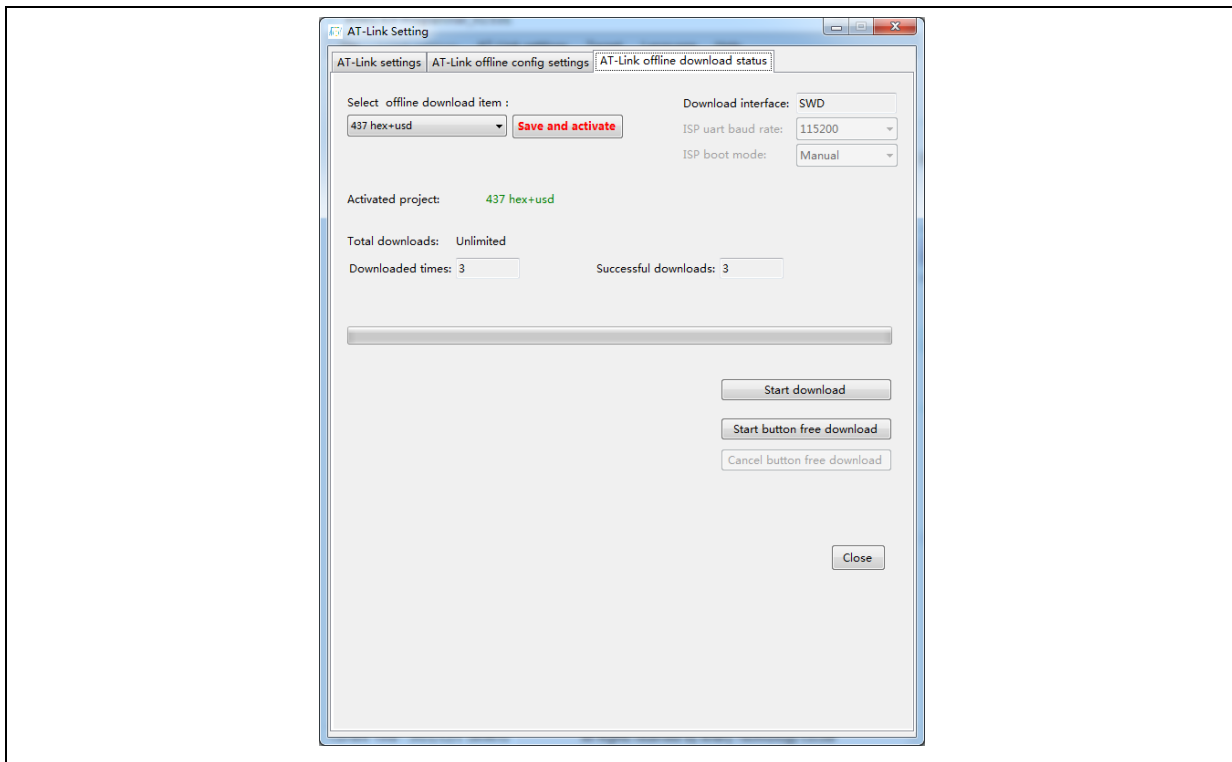 AT-Link Setting
AT-Link settings AT-Link offline config settings AT-Link offline download status
Select offline download item :
Download interface: SWD
437 hex+usd Save and activate
ISP uart baud rate: 115200
ISP boot mode: Manual
Activated project: 437 hex+usd
Total downloads: Unlimited
Downloaded times: 3 Successful downloads: 3
Start download
Start button free download
Cancel button free download
Close